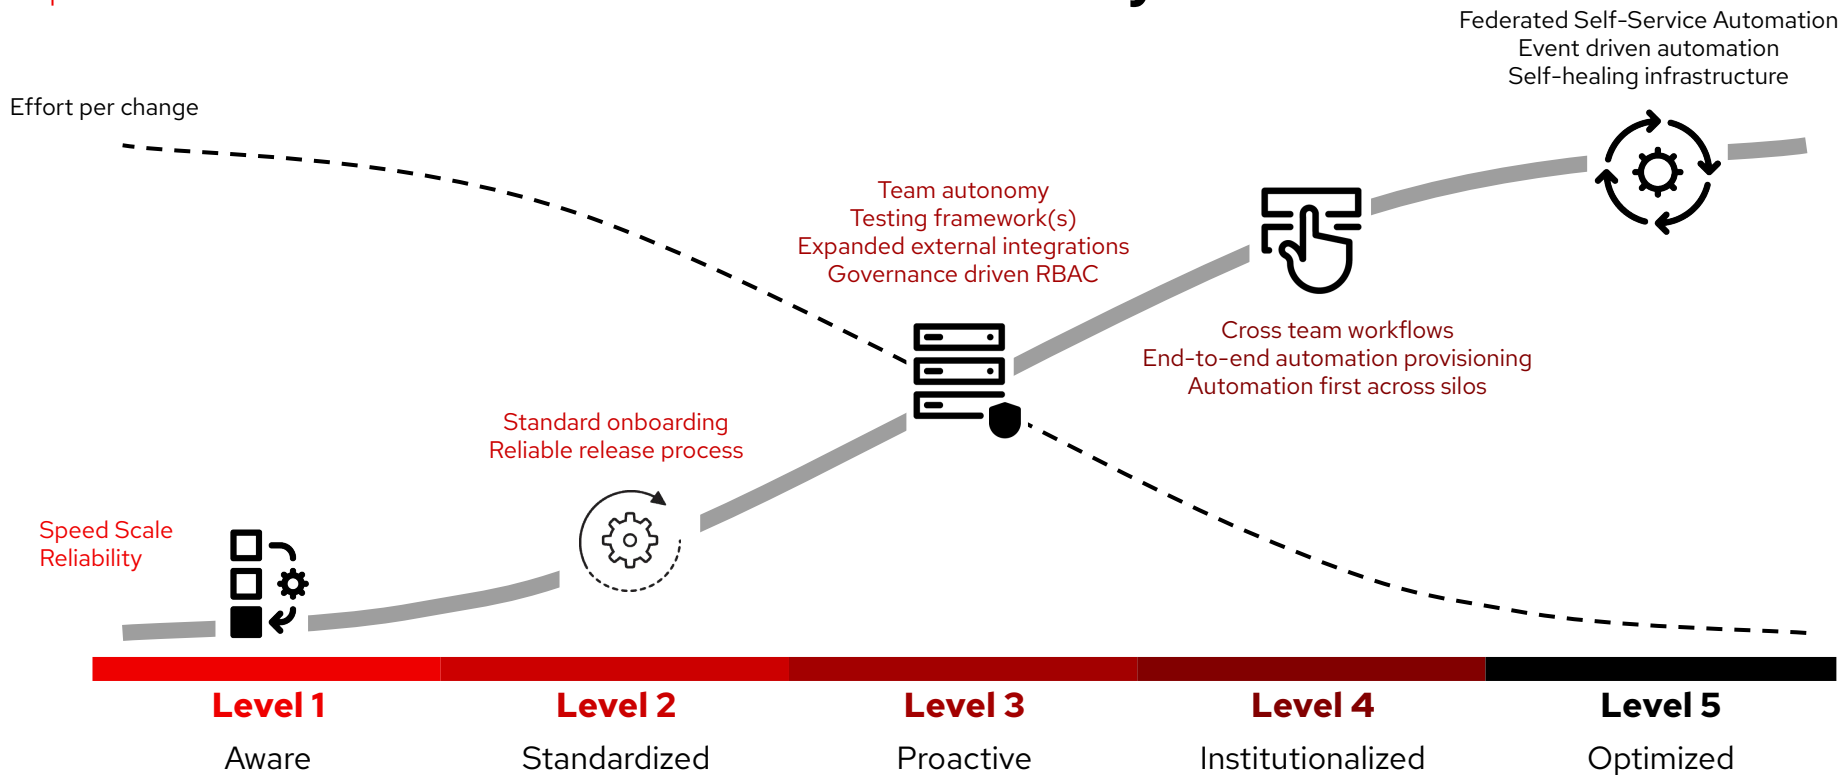 Federated Self-Service Automation
Event driven automation
Self-healing infrastructure
Effort per change
Team autonomy
Testing framework(s)
Expanded external integrations
Governance driven RBAC
Cross team workflows
End-to-end automation provisioning
Automation first across silos
Standard onboarding
Reliable release process
Speed Scale
Reliability
Level 1
Level 2
Level 3
Level 4
Level 5
Aware
Standardized
Proactive
Institutionalized
Optimized